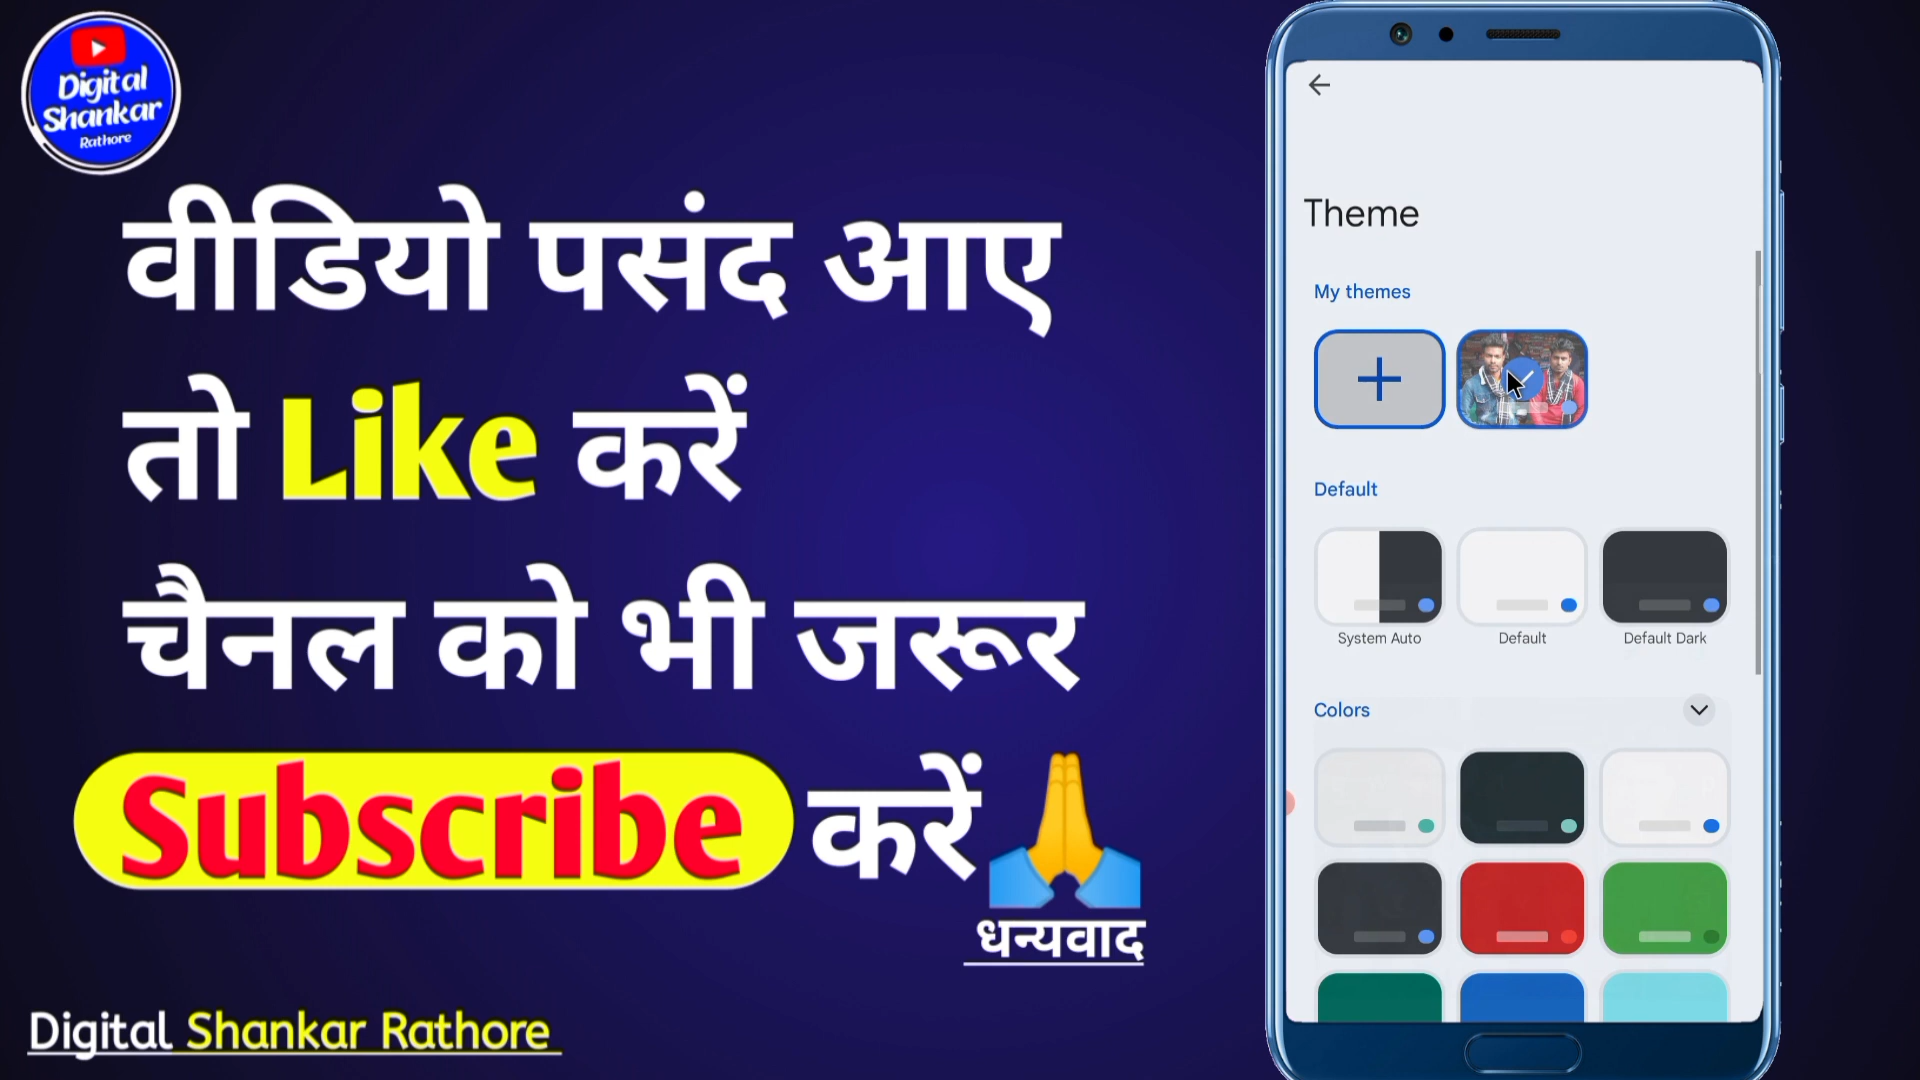 Digital
Shankar
Rathore
वीडियो पसंद आए
तो Like करें
चैनल को भी जरूर
Subscribe करें
धन्यवाद
Digital Shankar Rathore
Theme
My themes
Default
System Auto
Default
Default Dark
Colors